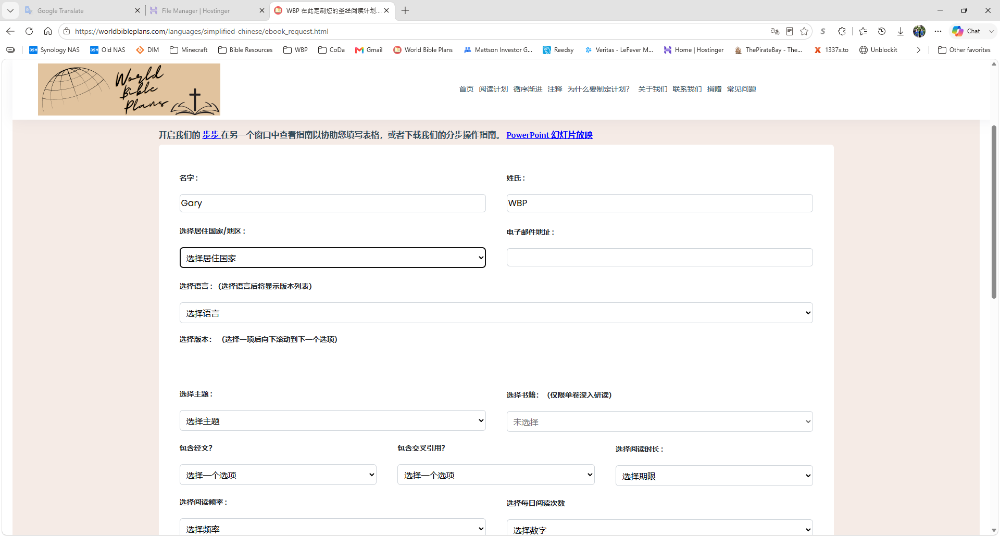 Google Translate
File Manager | Hostinger
WBP 在此定制您的圣经阅读计划...
https://worldbibleplans.com/languages/simplified-chinese/ebook_request.html
Chat
Synology NAS
Old NAS
DIM
Minecraft
Bible Resources
WBP
CoDa
Gmail
World Bible Plans
Mattson Investor G...
Reedsy
Veritas - LeFever M...
Home | Hostinger
ThePirateBay - The...
1337x.to
Unblockit
Other favorites
World
Bible
Plans
首页 阅读计划 循序渐进 注释 为什么要制定计划？ 关于我们 联系我们 捐赠 常见问题
开启我们的 步步 在另一个窗口中查看指南以协助您填写表格，或者下载我们的分步操作指南。 PowerPoint 幻灯片放映
名字：
姓氏：
Gary
WBP
选择居住国家/地区：
电子邮件地址：
选择居住国家
选择语言：（选择语言后将显示版本列表）
选择语言
选择版本： （选择一项后向下滚动到下一个选项）
选择主题：
选择书籍：（仅限单卷深入研读）
选择主题
未选择
包含经文？
包含交叉引用？
选择阅读时长：
选择一个选项
选择一个选项
选择期限
选择阅读频率：
选择每日阅读次数
选择频率
选择数字